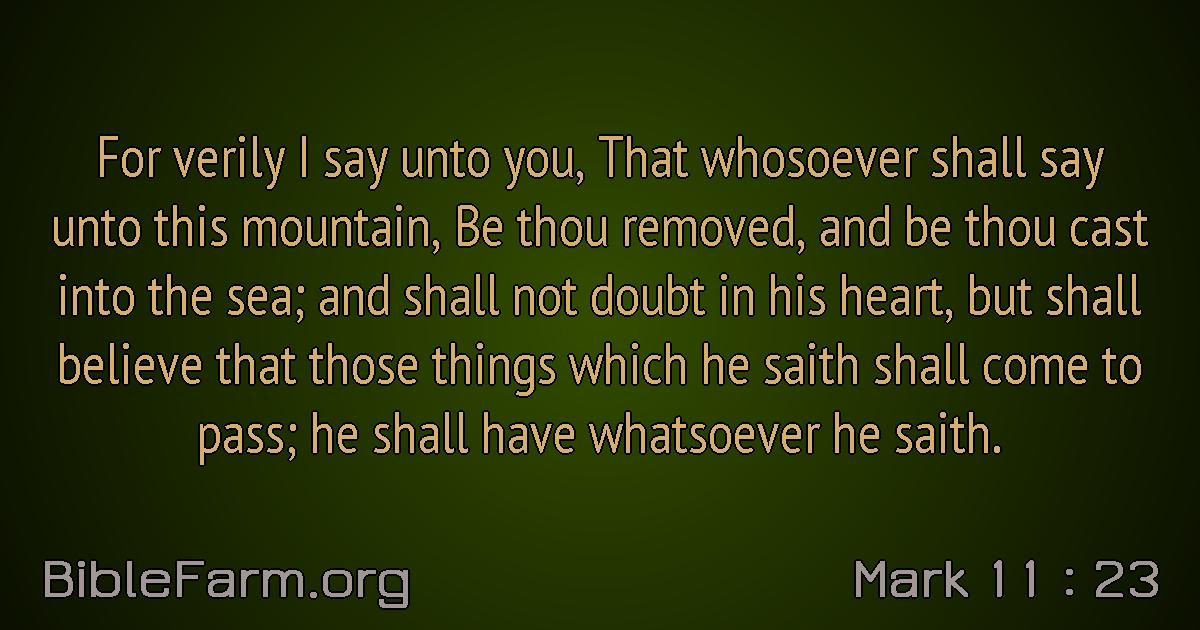 For verily I say unto you, That whosoever shall say
unto this mountain, Be thou removed, and be thou cast
into the sea; and shall not doubt in his heart, but shall
believe that those things which he saith shall come to
pass; he shall have whatsoever he saith.
BibleFarm.org
Mark 11 : 23